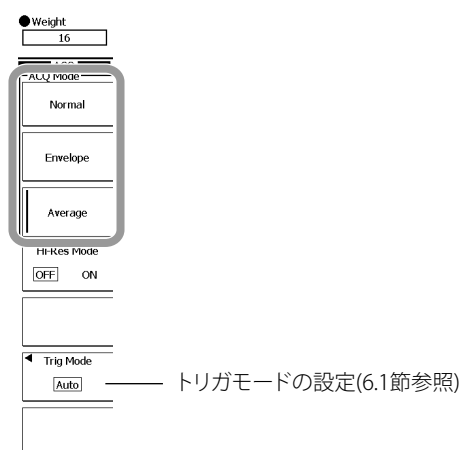 Weight
16
ACQ
ACQ Mode
Normal
Envelope
Average
Hi-Res Mode
OFF ON
Trig Mode
Auto
トリガモードの設定(6.1節参照)